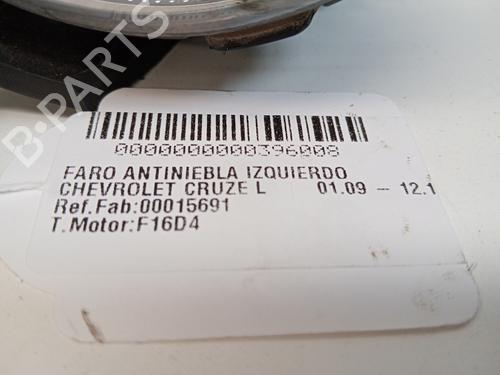 B-PARTS
0000000000396008
FARO ANTINIEBLA IZQUIERDO
CHEVROLET CRUZE L 01.09 - 12.1
Ref.Fab:00015691
T.Motor:F16D4